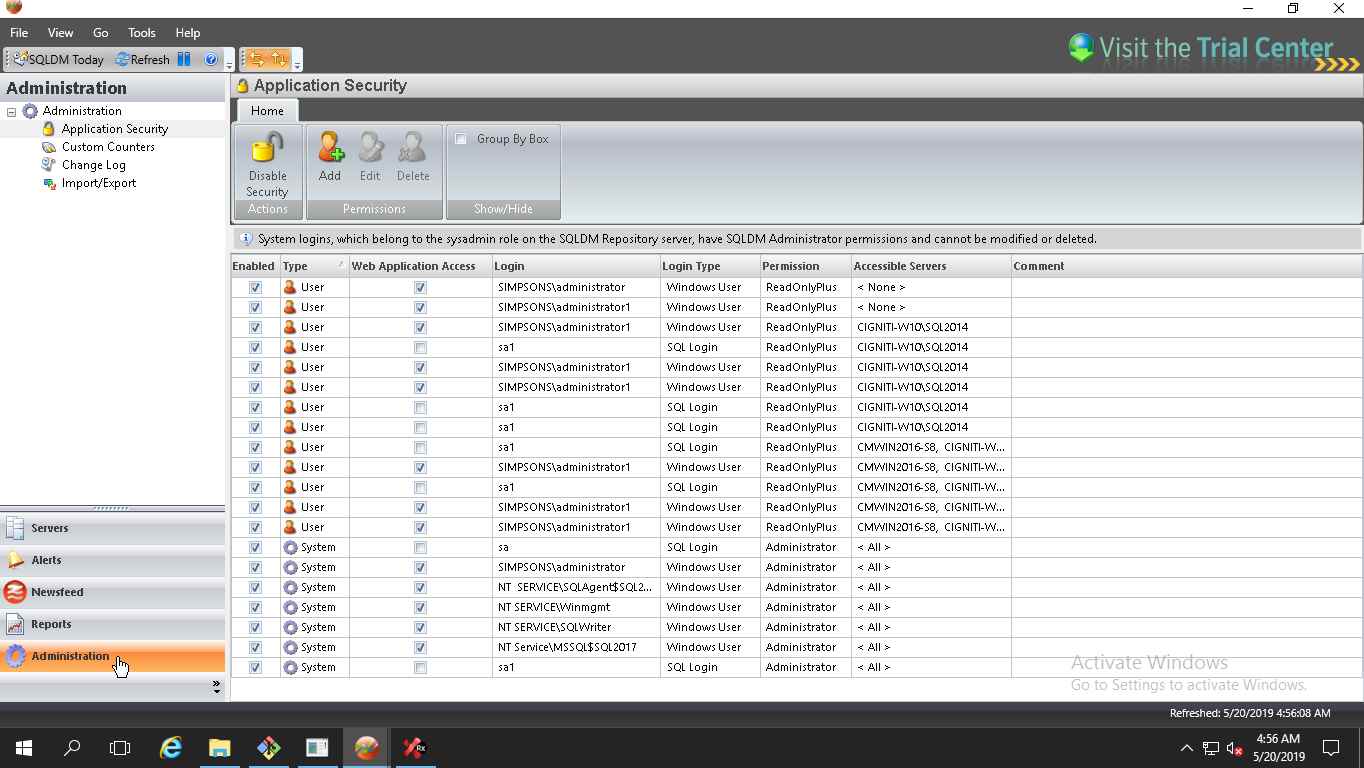 File View Go Tools Help
SQLDM Today Refresh
Visit the Trial Center
Administration
Administration
Application Security
Custom Counters
Change Log
Import/Export
Servers
Alerts
Newsfeed
Reports
Administration
Application Security
Home
Disable Security
Actions
Add Edit Delete
Permissions
Group By Box
Show/Hide
System logins, which belong to the sysadmin role on the SQLDM Repository server, have SQLDM Administrator permissions and cannot be modified or deleted.
Enabled Type Web Application Access Login Login Type Permission Accessible Servers Comment
User SIMPSONS\administrator Windows User ReadOnlyPlus < None >
User SIMPSONS\administrator1 Windows User ReadOnlyPlus < None >
User SIMPSONS\administrator1 Windows User ReadOnlyPlus CIGNITI-W10\SQL2014
User sa1 SQL Login ReadOnlyPlus CIGNITI-W10\SQL2014
User SIMPSONS\administrator1 Windows User ReadOnlyPlus CIGNITI-W10\SQL2014
User SIMPSONS\administrator1 Windows User ReadOnlyPlus CIGNITI-W10\SQL2014
User sa1 SQL Login ReadOnlyPlus CIGNITI-W10\SQL2014
User sa1 SQL Login ReadOnlyPlus CIGNITI-W10\SQL2014
User sa1 SQL Login ReadOnlyPlus CMWIN2016-S8, CIGNITI-W...
User SIMPSONS\administrator1 Windows User ReadOnlyPlus CMWIN2016-S8, CIGNITI-W...
User sa1 SQL Login ReadOnlyPlus CMWIN2016-S8, CIGNITI-W...
User SIMPSONS\administrator1 Windows User ReadOnlyPlus CMWIN2016-S8, CIGNITI-W...
User SIMPSONS\administrator1 Windows User ReadOnlyPlus CMWIN2016-S8, CIGNITI-W...
System sa SQL Login Administrator < All >
System SIMPSONS\administrator Windows User Administrator < All >
System NT SERVICE\SQLAgent$SQL2... Windows User Administrator < All >
System NT SERVICE\Winmgmt Windows User Administrator < All >
System NT SERVICE\SQLWriter Windows User Administrator < All >
System NT Service\MSSQL$SQL2017 Windows User Administrator < All >
System sa1 SQL Login Administrator < All >
Activate Windows
Go to Settings to activate Windows.
Refreshed: 5/20/2019 4:56:08 AM
Rx
4:56 AM
5/20/2019